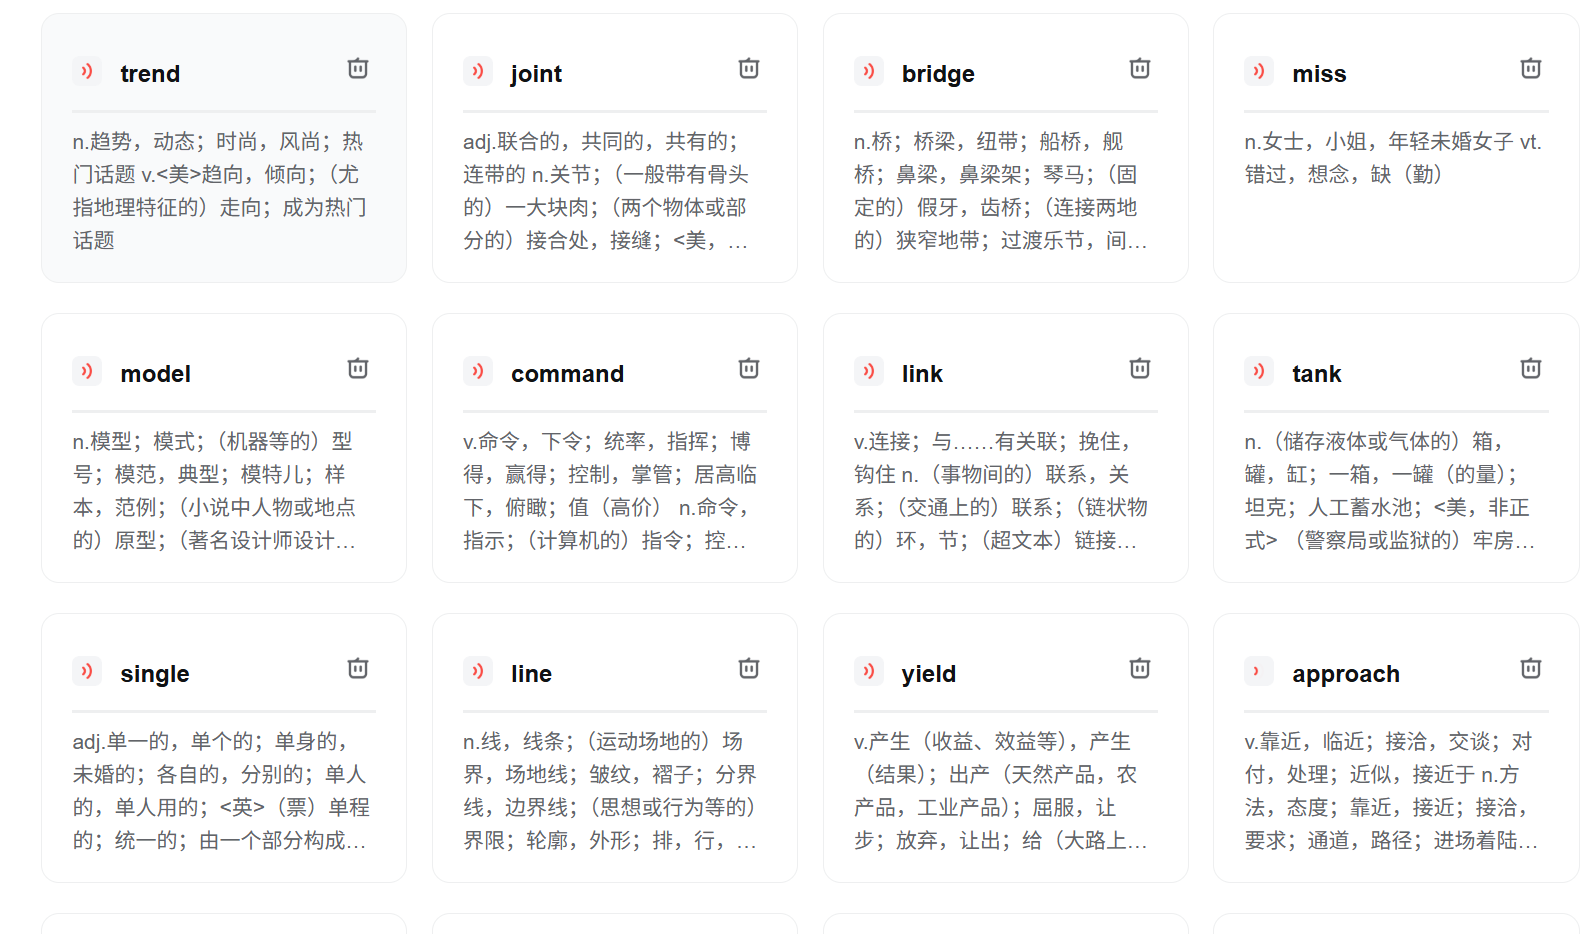 trend
n.趋势，动态；时尚，风尚；热
门话题 v.<美>趋向，倾向；（尤
指地理特征的）走向；成为热门
话题
joint
adj.联合的，共同的，共有的；
连带的 n.关节；（一般带有骨头
的）一大块肉；（两个物体或部
分的）接合处，接缝；<美，…
bridge
n.桥；桥梁，纽带；船桥，舰
桥；鼻梁，鼻梁架；琴马；（固
定的）假牙，齿桥；（连接两地
的）狭窄地带；过渡乐节，间…
miss
n.女士，小姐，年轻未婚女子 vt.
错过，想念，缺（勤）
model
n.模型；模式；（机器等的）型
号；模范，典型；模特儿；样
本，范例；（小说中人物或地点
的）原型；（著名设计师设计…
command
v.命令，下令；统率，指挥；博
得，赢得；控制，掌管；居高临
下，俯瞰；值（高价） n.命令，
指示；（计算机的）指令；控…
link
v.连接；与……有关联；挽住，
钩住 n.（事物间的）联系，关
系；（交通上的）联系；（链状物
的）环，节；（超文本）链接…
tank
n.（储存液体或气体的）箱，
罐，缸；一箱，一罐（的量）；
坦克；人工蓄水池；<美，非正
式> （警察局或监狱的）牢房…
single
adj.单一的，单个的；单身的，
未婚的；各自的，分别的；单人
的，单人用的；<英>（票）单程
的；统一的；由一个部分构成…
line
n.线，线条；（运动场地的）场
界，场地线；皱纹，褶子；分界
线，边界线；（思想或行为等的）
界限；轮廓，外形；排，行，…
yield
v.产生（收益、效益等），产生
（结果）；出产（天然产品，农
产品，工业产品）；屈服，让
步；放弃，让出；给（大路上…
approach
v.靠近，临近；接洽，交谈；对
付，处理；近似，接近于 n.方
法，态度；靠近，接近；接洽，
要求；通道，路径；进场着陆…